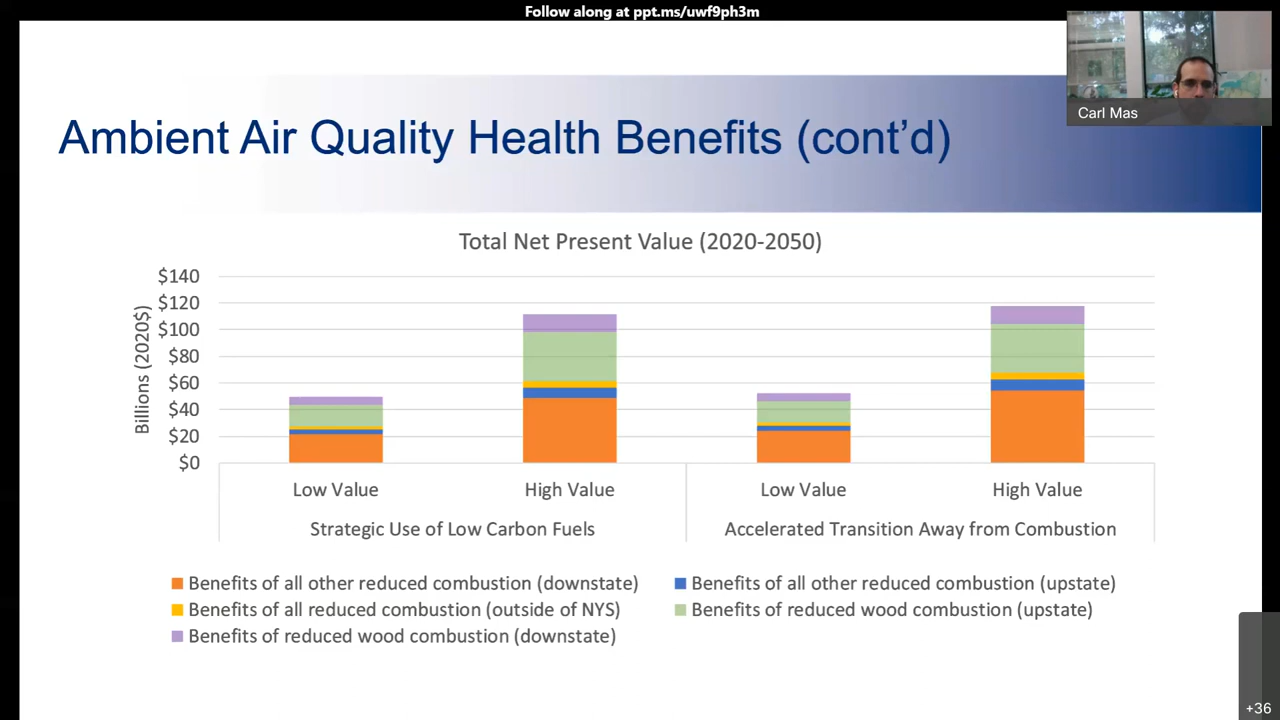 Follow along at ppt.ms/uwf9ph3m
Carl Mas
Ambient Air Quality Health Benefits (cont’d)
Total Net Present Value (2020-2050)
Billions (2020$)
$140
$120
$100
$80
$60
$40
$20
$0
Low Value
High Value
Low Value
High Value
Strategic Use of Low Carbon Fuels
Accelerated Transition Away from Combustion
Benefits of all other reduced combustion (downstate)
Benefits of all other reduced combustion (upstate)
Benefits of all reduced combustion (outside of NYS)
Benefits of reduced wood combustion (upstate)
Benefits of reduced wood combustion (downstate)
+36